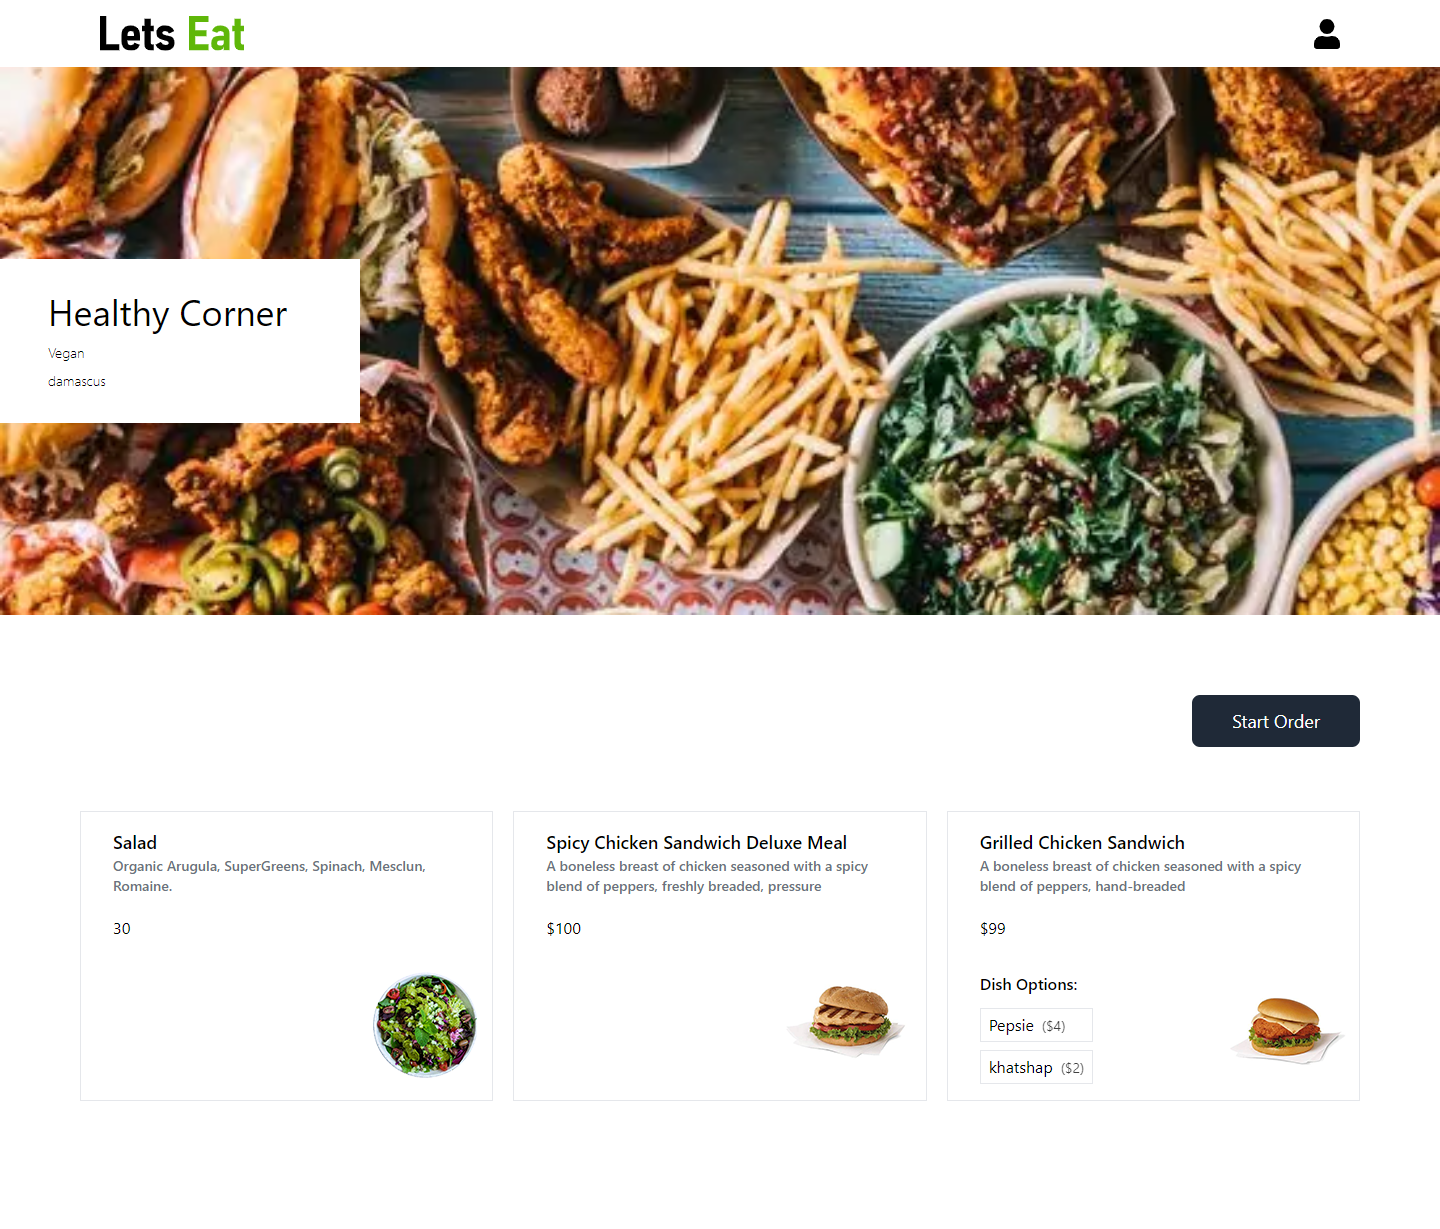 Lets Eat
Healthy Corner
Vegan
damascus
Start Order
Salad
Organic Arugula, SuperGreens, Spinach, Mesclun,
Romaine.
30
Spicy Chicken Sandwich Deluxe Meal
A boneless breast of chicken seasoned with a spicy
blend of peppers, freshly breaded, pressure
$100
Grilled Chicken Sandwich
A boneless breast of chicken seasoned with a spicy
blend of peppers, hand-breaded
$99
Dish Options:
Pepsie ($4)
khatshap ($2)